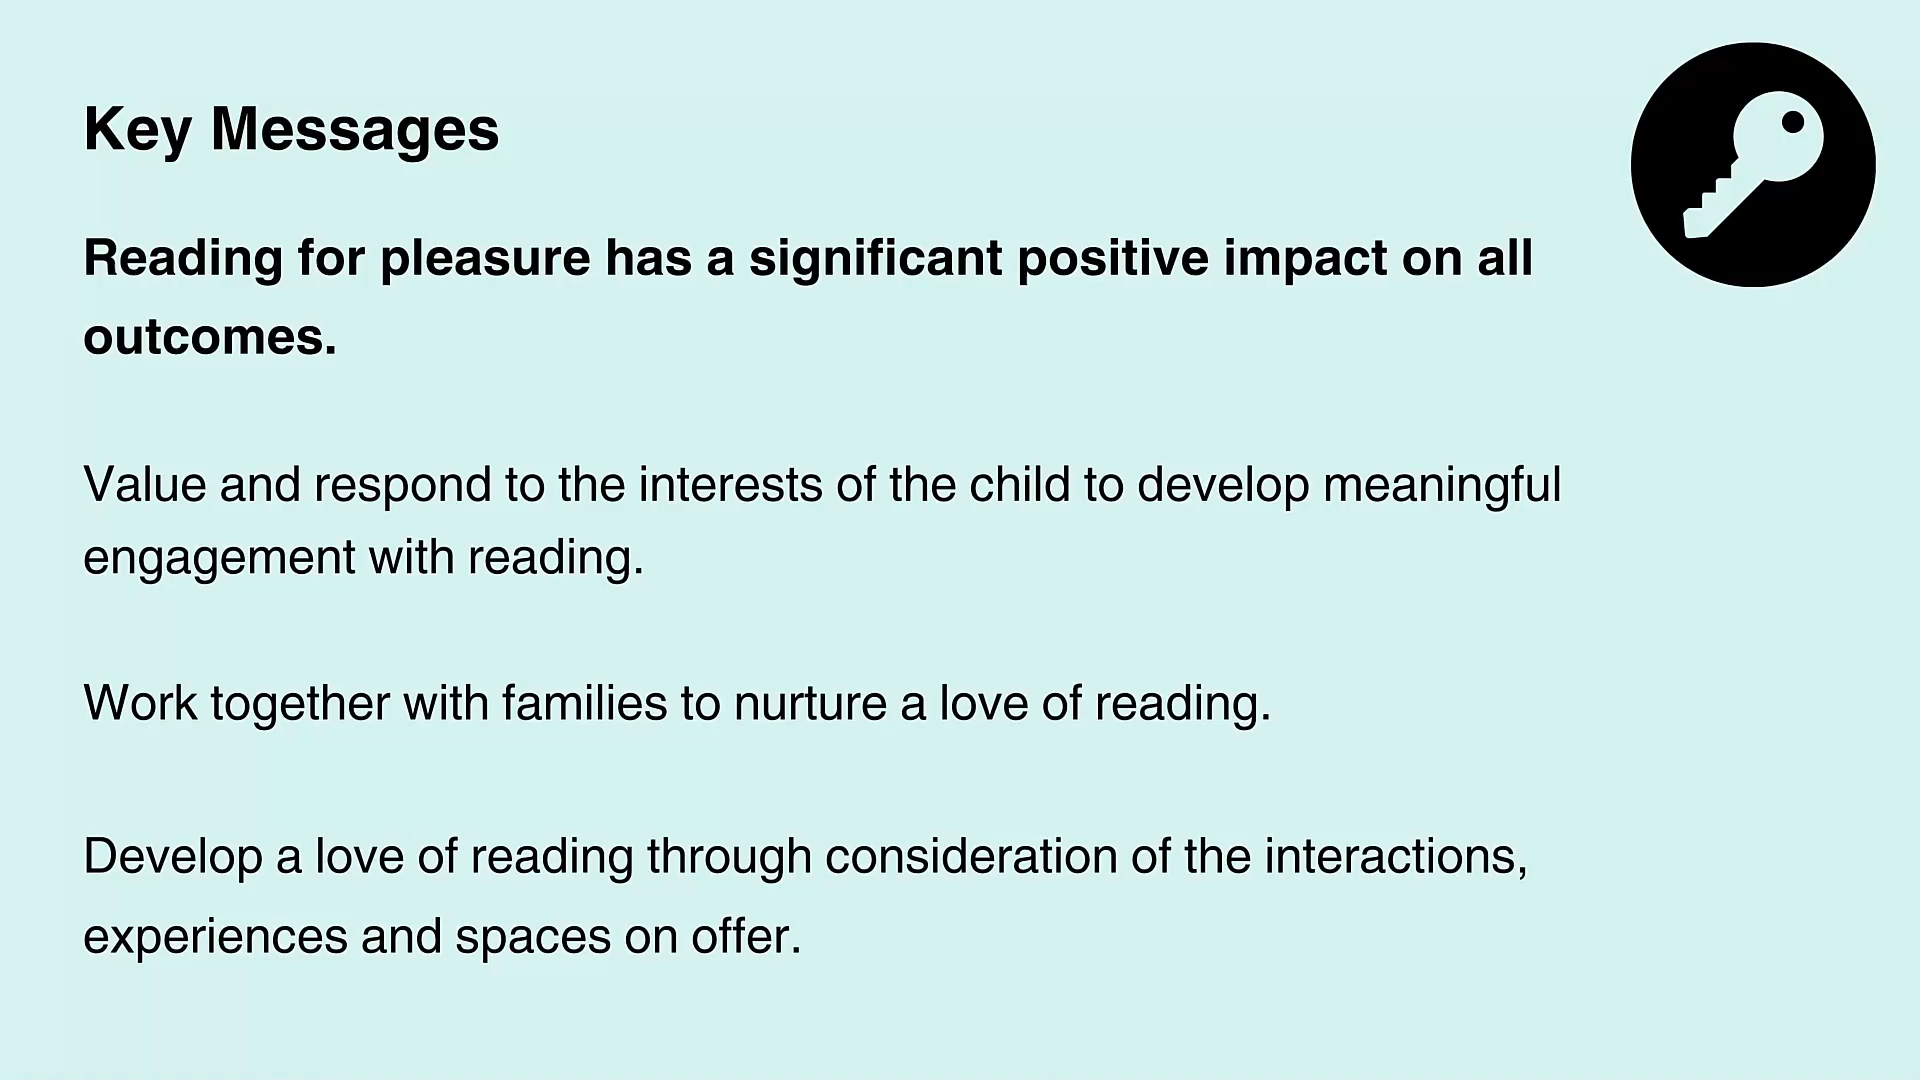 Key Messages
Reading for pleasure has a significant positive impact on all
outcomes.
Value and respond to the interests of the child to develop meaningful
engagement with reading.
Work together with families to nurture a love of reading.
Develop a love of reading through consideration of the interactions,
experiences and spaces on offer.